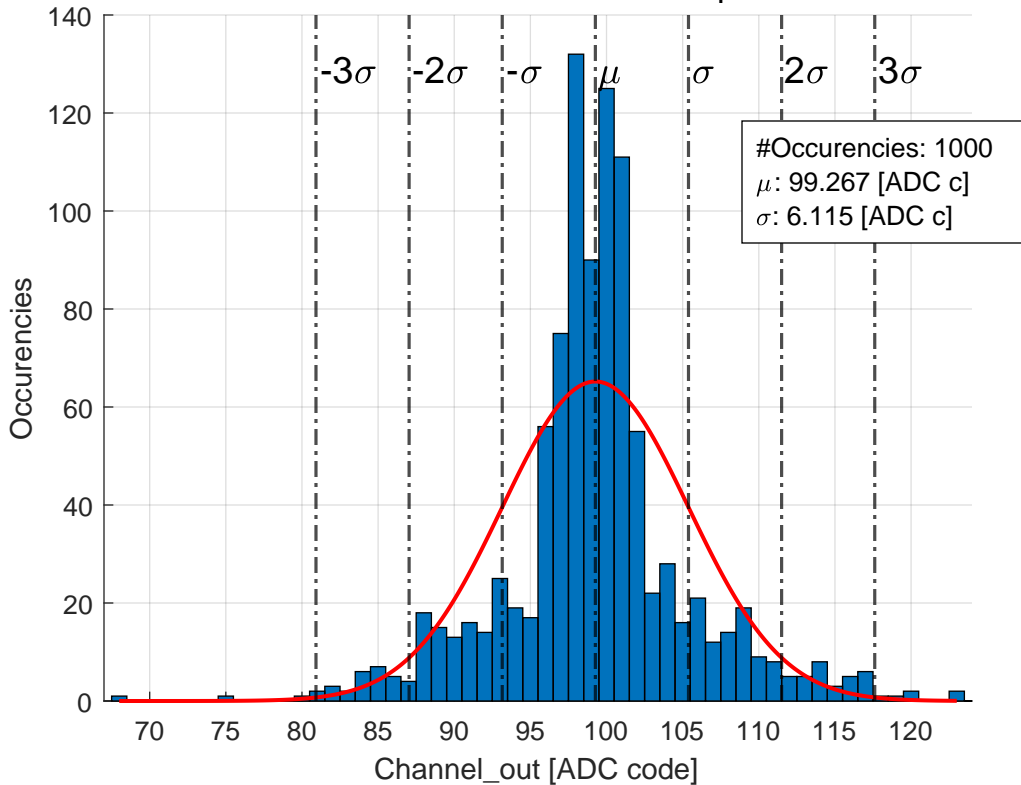 140
120
100
80
60
40
20
0
Occurencies
-3σ -2σ -σ μ σ 2σ 3σ
#Occurencies: 1000
μ: 99.267 [ADC c]
σ: 6.115 [ADC c]
70 75 80 85 90 95 100 105 110 115 120
Channel_out [ADC code]